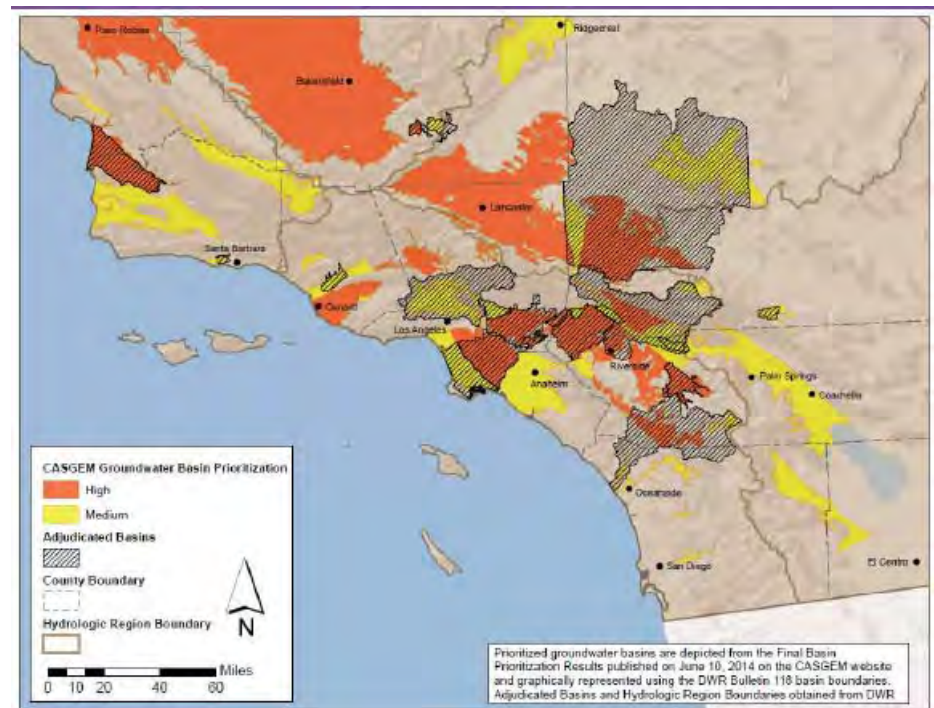 Paso Robles
Ridgecrest
Bakersfield
Lancaster
Santa Barbara
Oxnard
Los Angeles
Riverside
Anaheim
Palm Springs
Coachella
Oceanside
San Diego
El Centro
CASGEM Groundwater Basin Prioritization
High
Medium
Adjudicated Basins
County Boundary
Hydrologic Region Boundary
N
Miles
0 10 20 40 60
Prioritized groundwater basins are depicted from the Final Basin
Prioritization Results published on June 10, 2014 on the CASGEM website
and graphically represented using the DWR Bulletin 118 basin boundaries.
Adjudicated Basins and Hydrologic Region Boundaries obtained from DWR